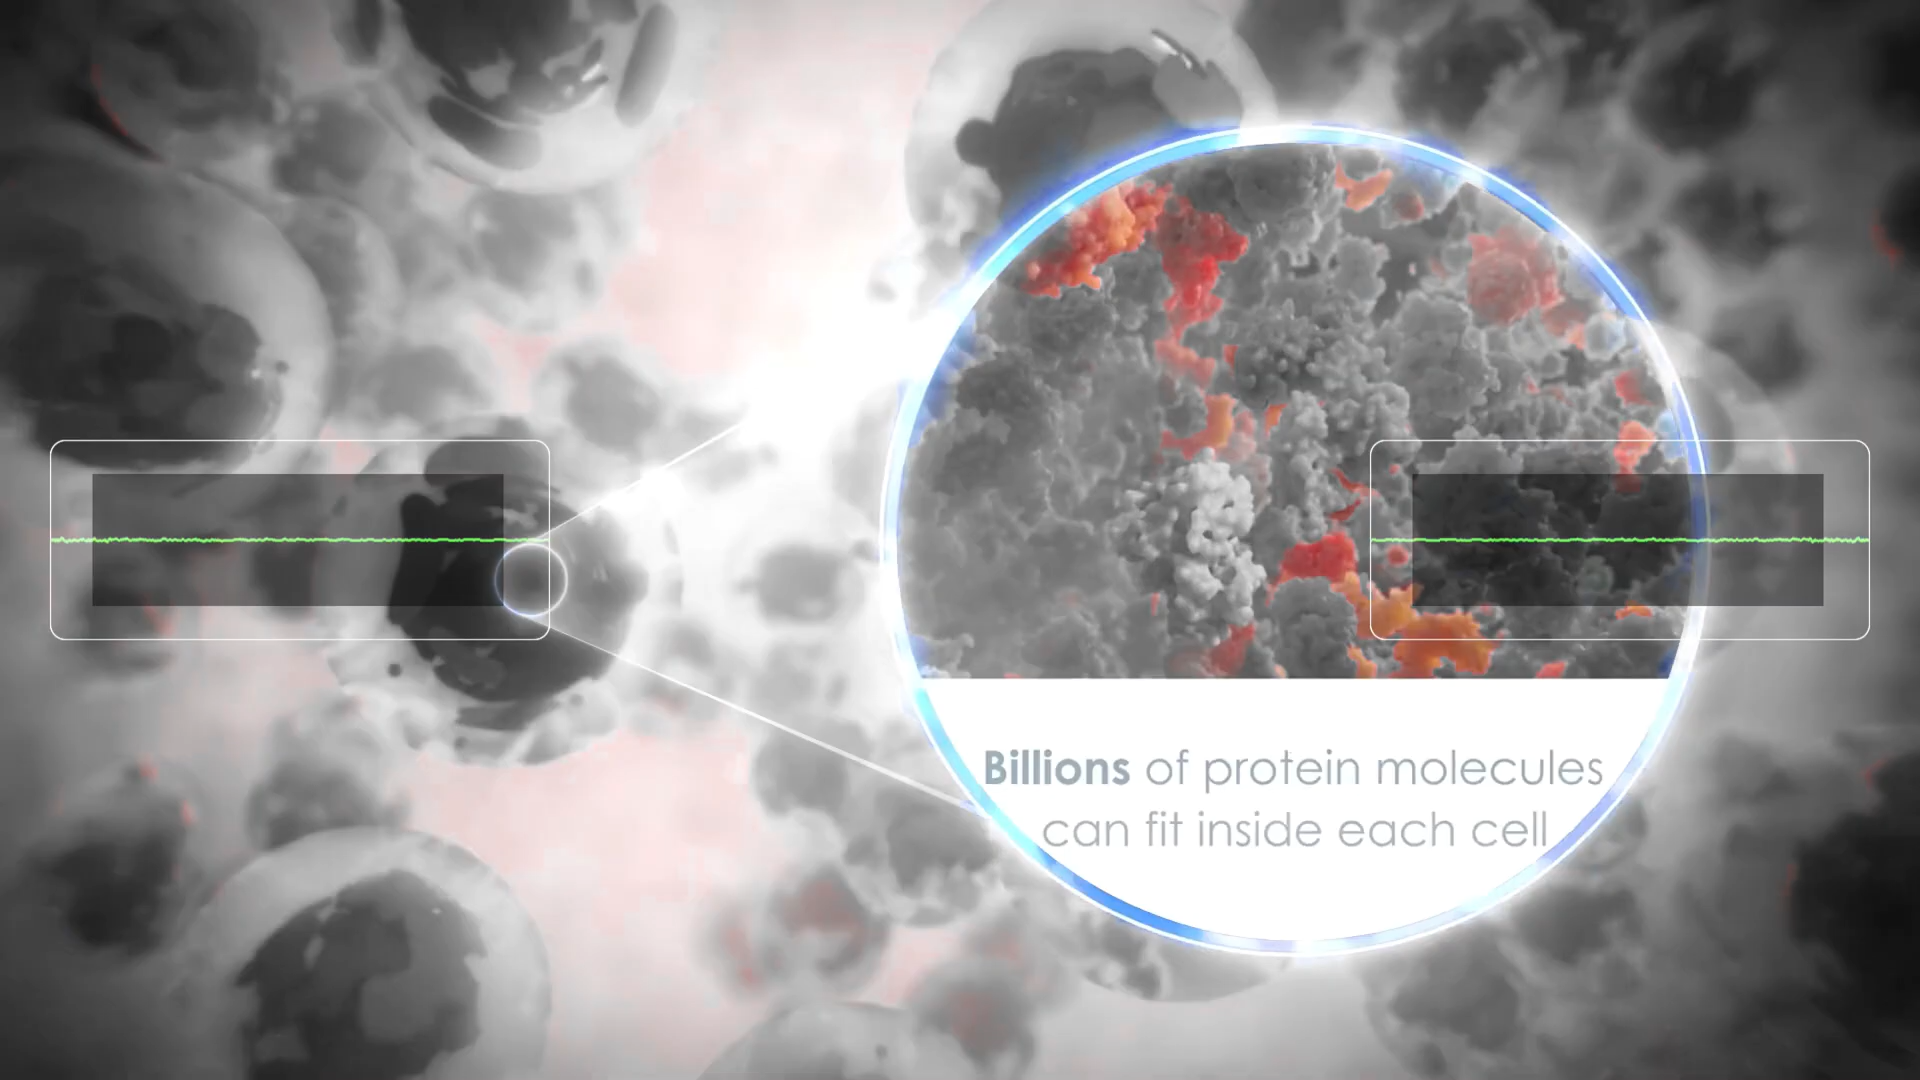 Billions of protein molecules
can fit inside each cell